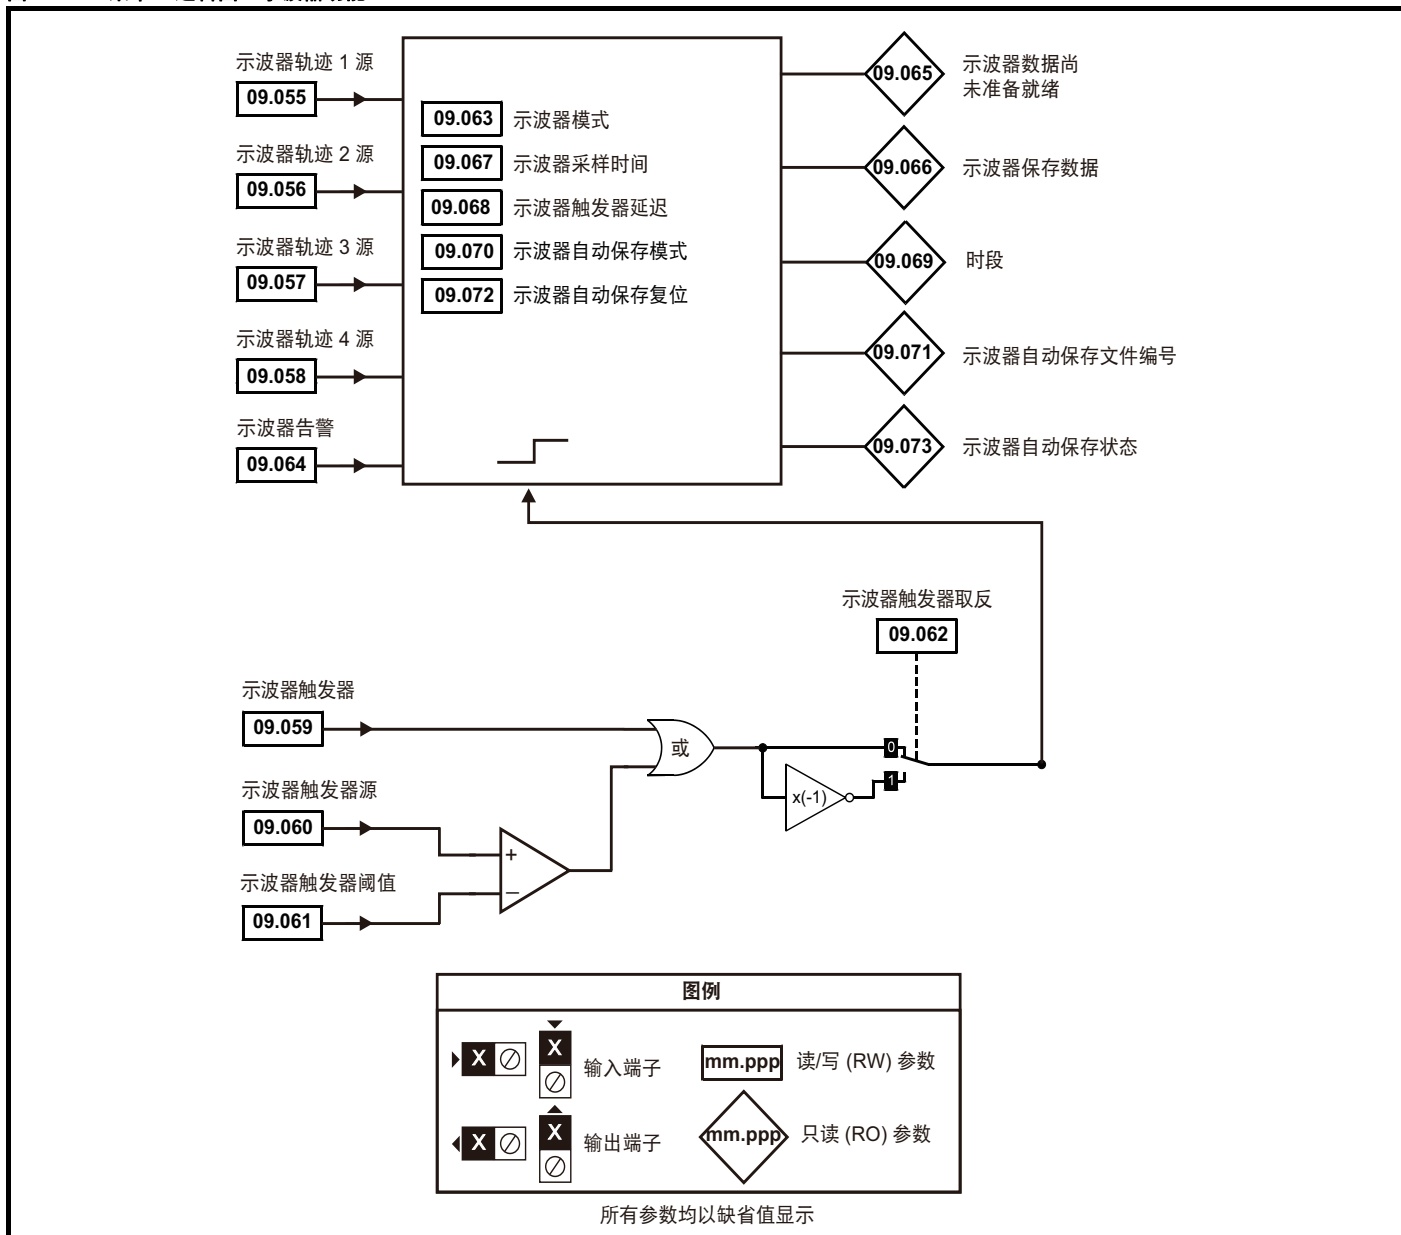 示波器轨迹 1 源
09.055
示波器轨迹 2 源
09.056
示波器轨迹 3 源
09.057
示波器轨迹 4 源
09.058
示波器告警
09.064
09.063 示波器模式
09.067 示波器采样时间
09.068 示波器触发器延迟
09.070 示波器自动保存模式
09.072 示波器自动保存复位
09.065 示波器数据尚
未准备就绪
09.066 示波器保存数据
09.069 时段
09.071 示波器自动保存文件编号
09.073 示波器自动保存状态
示波器触发器取反
09.062
示波器触发器
09.059
或
0
1
x(-1)
示波器触发器源
09.060
+
示波器触发器阈值
−
09.061
图例
X
X
输入端子
mm.ppp 读/写 (RW) 参数
X
X
输出端子
mm.ppp 只读 (RO) 参数
所有参数均以缺省值显示